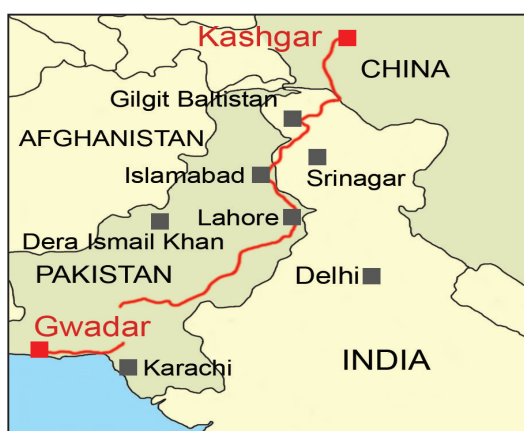 Kashgar
CHINA
Gilgit Baltistan
AFGHANISTAN
Islamabad
Srinagar
Lahore
Dera Ismail Khan
PAKISTAN
Delhi
Gwadar
Karachi
INDIA